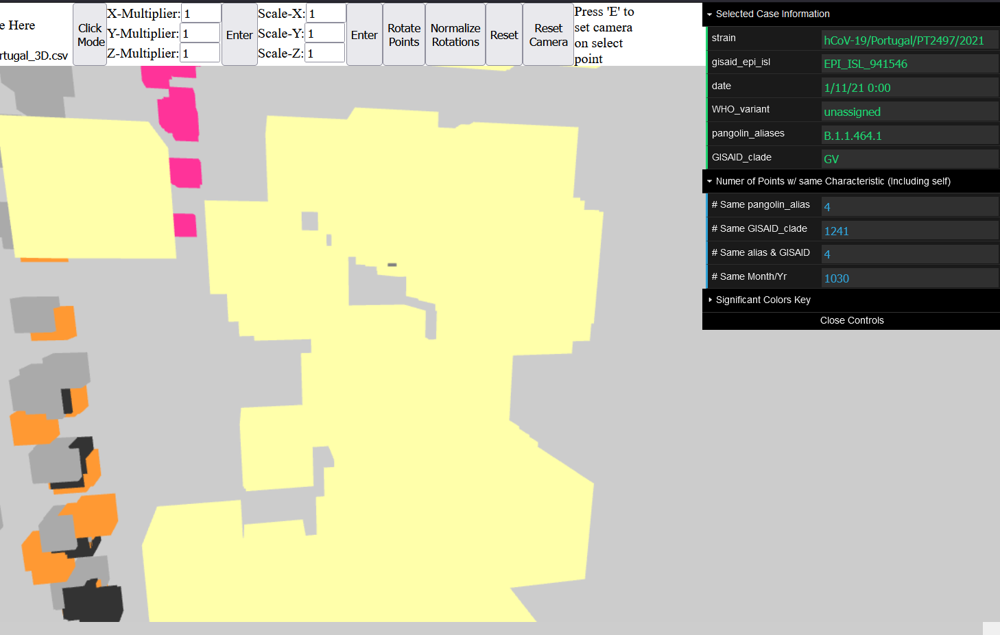 e Here
rtugal_3D.csv
Click
Mode
X-Multiplier: 1
Y-Multiplier: 1
Z-Multiplier: 1
Enter
Scale-X: 1
Scale-Y: 1
Scale-Z: 1
Enter
Rotate
Points
Normalize
Rotations
Reset
Reset
Camera
Press 'E' to
set camera
on select
point
Selected Case Information
strain hCoV-19/Portugal/PT2497/2021
gisaid_epi_isl EPI_ISL_941546
date 1/11/21 0:00
WHO_variant unassigned
pangolin_aliases B.1.1.464.1
GISAID_clade GV
Numer of Points w/ same Characteristic (Including self)
# Same pangolin_alias 4
# Same GISAID_clade 1241
# Same alias & GISAID 4
# Same Month/Yr 1030
Significant Colors Key
Close Controls